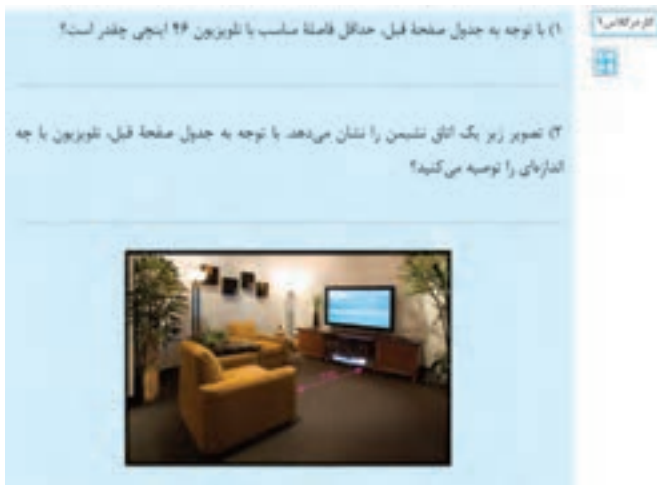 کار در کلاس ۱
۱) با توجه به جدول صفحهٔ قبل، حداقل فاصلهٔ مناسب با تلویزیون ۴۶ اینچی چقدر است؟
۲) تصویر زیر یک اتاق نشیمن را نشان می‌دهد. با توجه به جدول صفحهٔ قبل، تلویزیون با چه
اندازه‌ای را توصیه می‌کنید؟